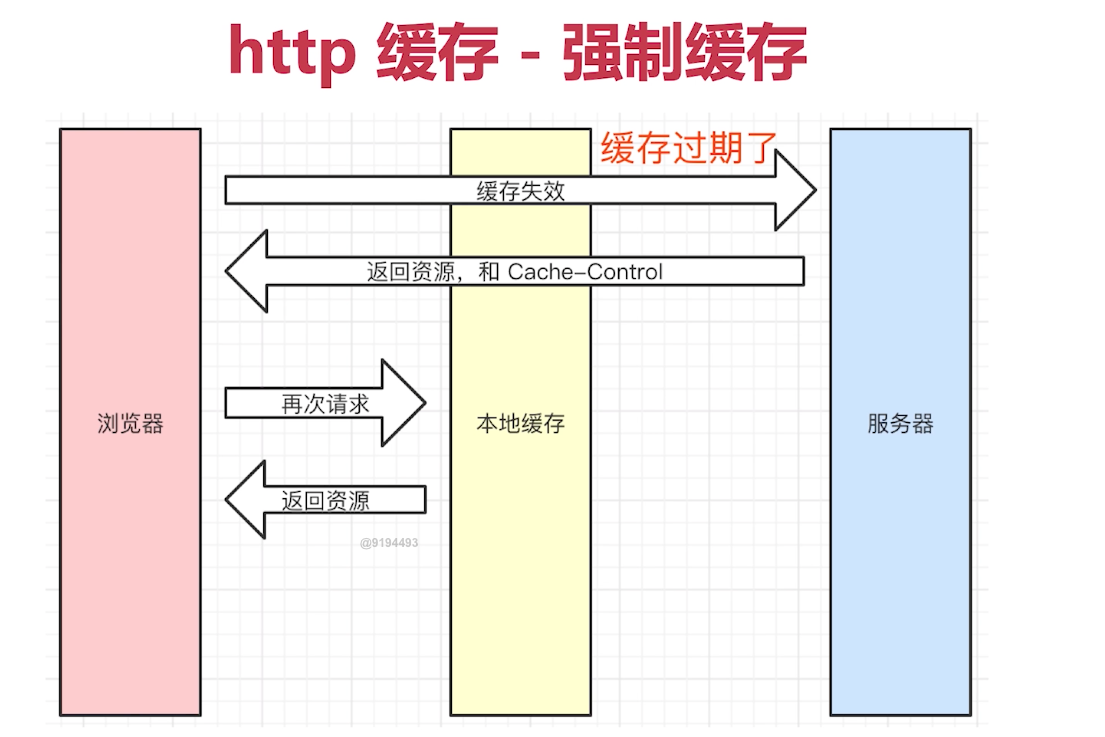 http 缓存 - 强制缓存
缓存过期了
缓存失效
返回资源，和 Cache-Control
再次请求
浏览器
本地缓存
服务器
返回资源
@9194493